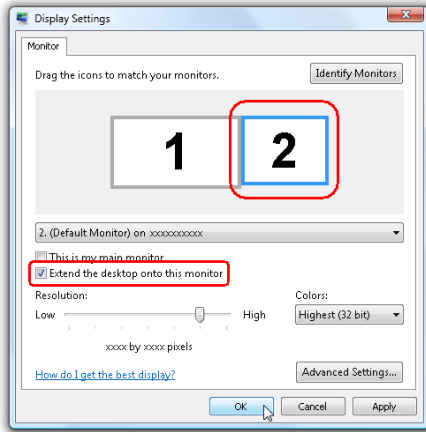 Display Settings
Monitor
Drag the icons to match your monitors.
Identify Monitors
1
2
2. (Default Monitor) on xxxxxxxxxx
This is my main monitor
Extend the desktop onto this monitor
Resolution:
Colors:
Low
High
Highest (32 bit)
xxxx by xxxx pixels
How do I get the best display?
Advanced Settings...
OK
Cancel
Apply